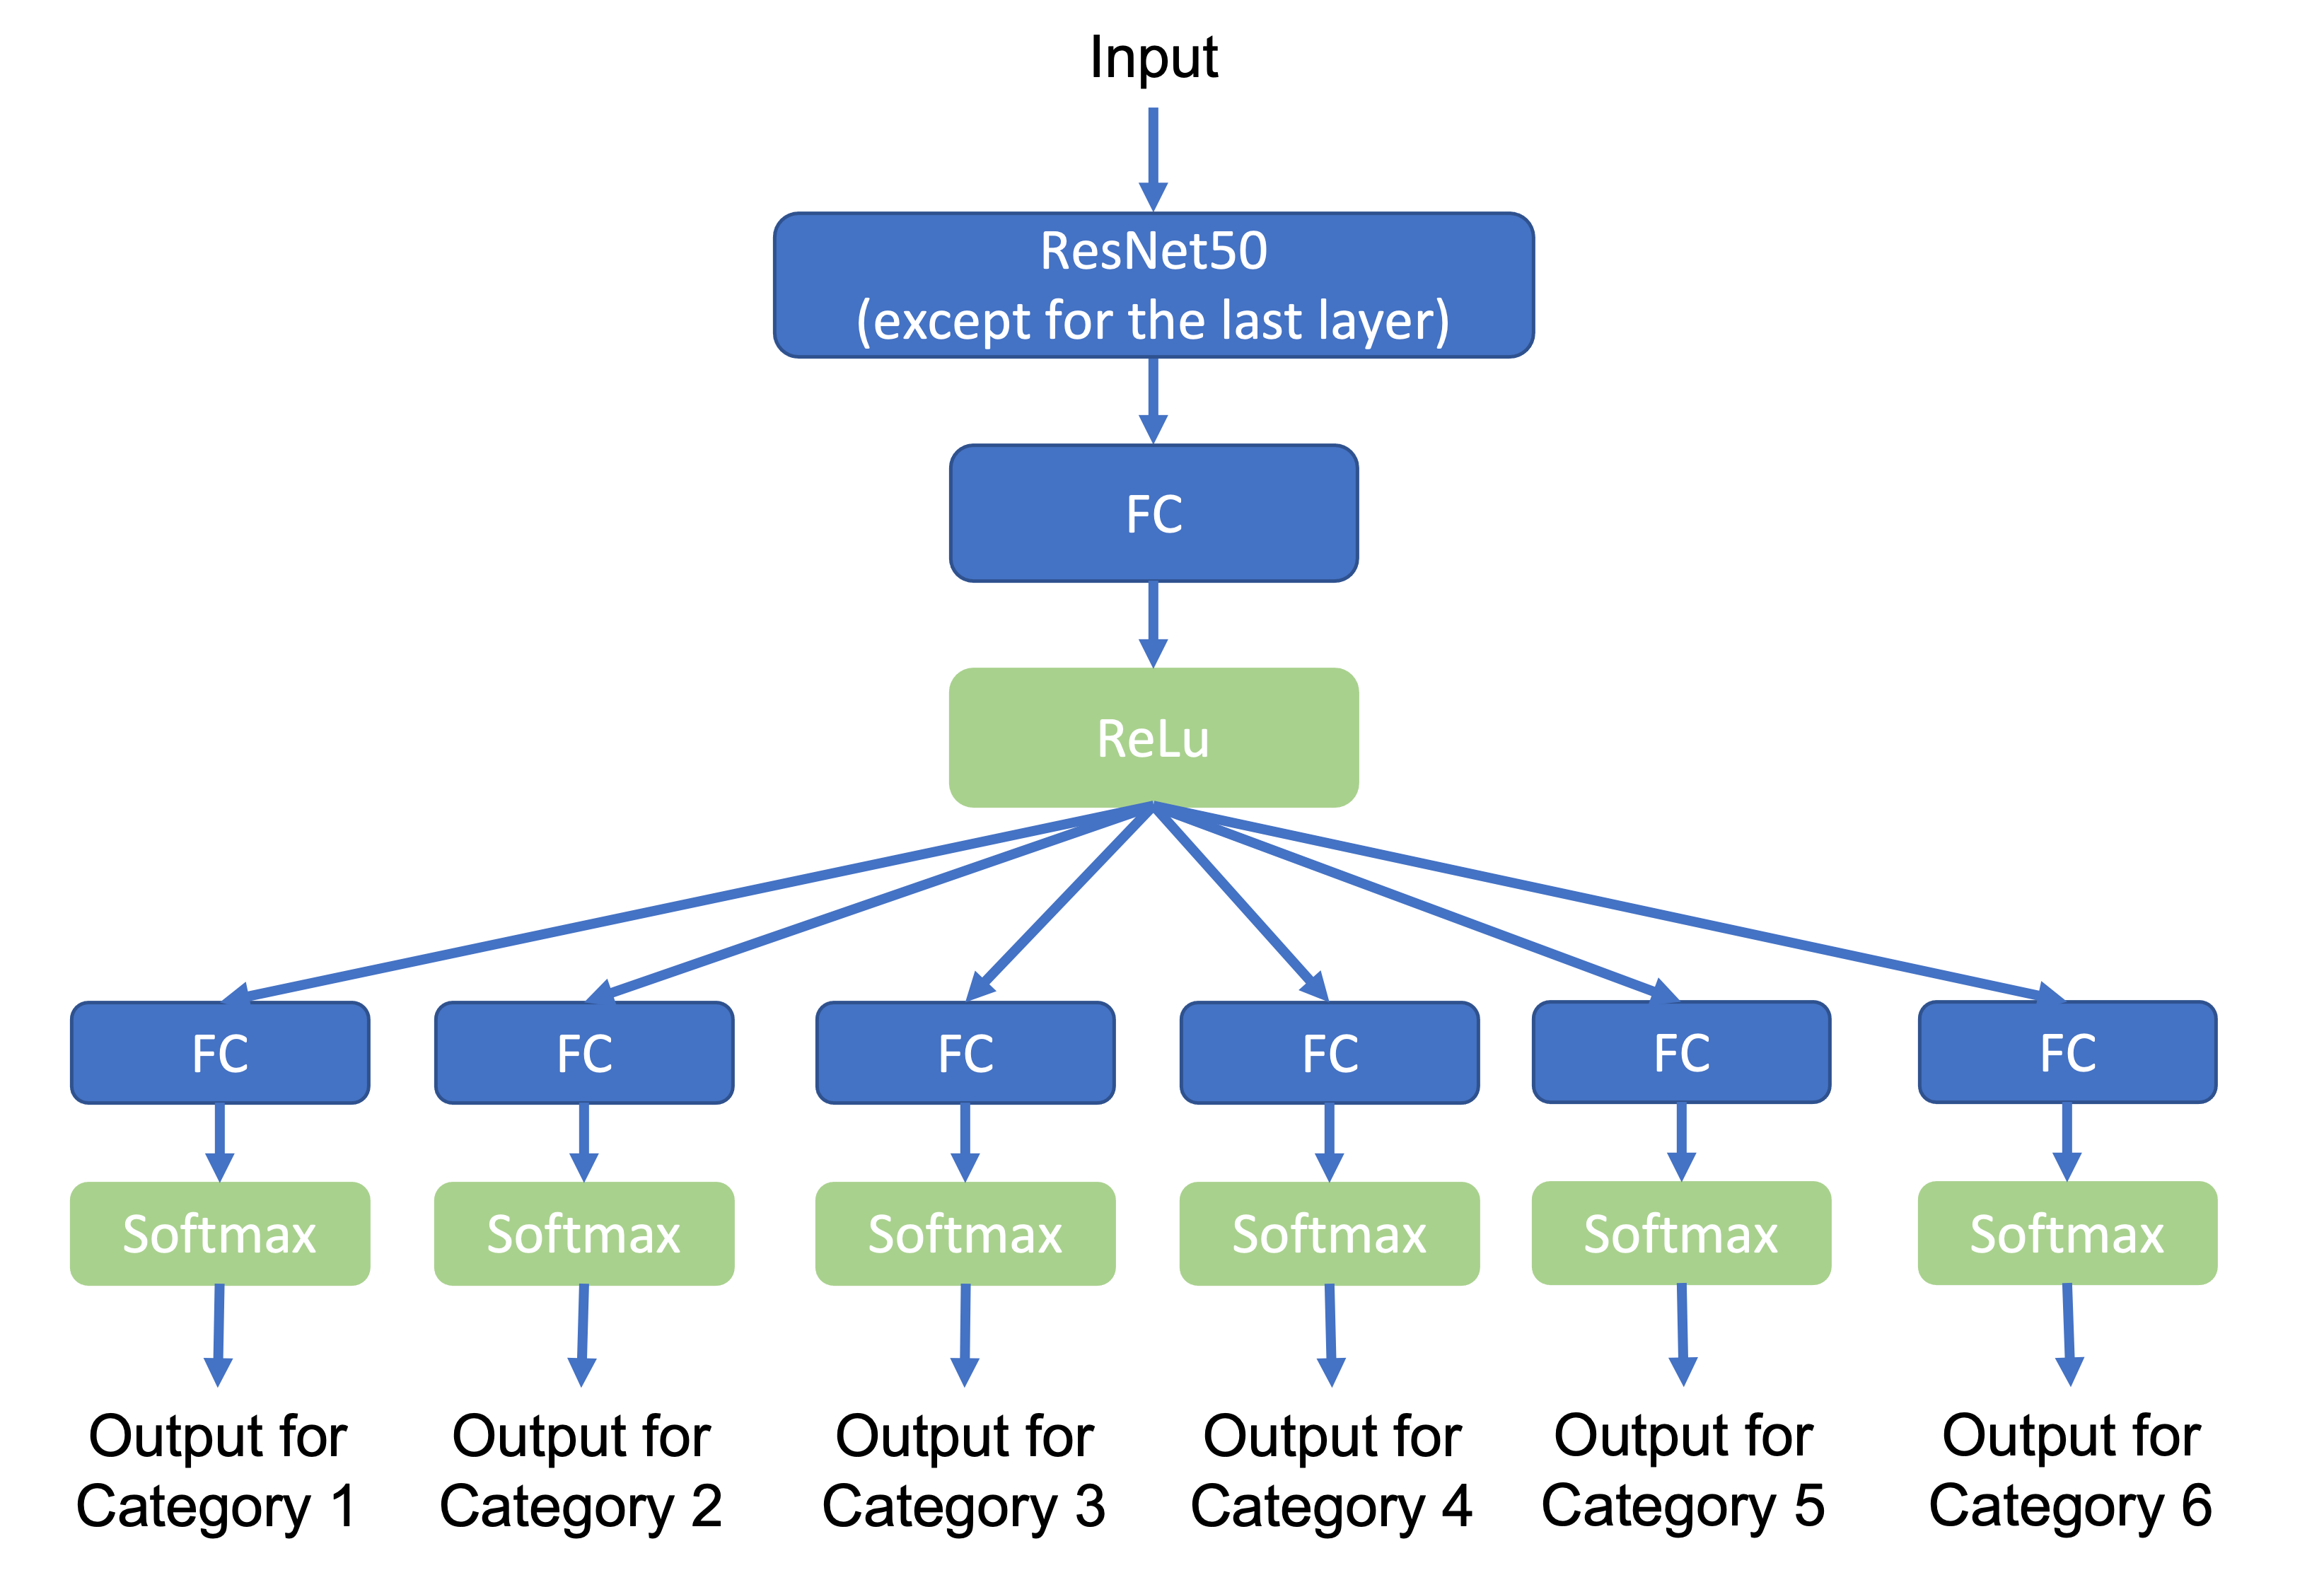 Input
ResNet50
(except for the last layer)
FC
ReLu
FC FC FC FC FC FC
Softmax Softmax Softmax Softmax Softmax Softmax
Output for
Category 1
Output for
Category 2
Output for
Category 3
Output for
Category 4
Output for
Category 5
Output for
Category 6